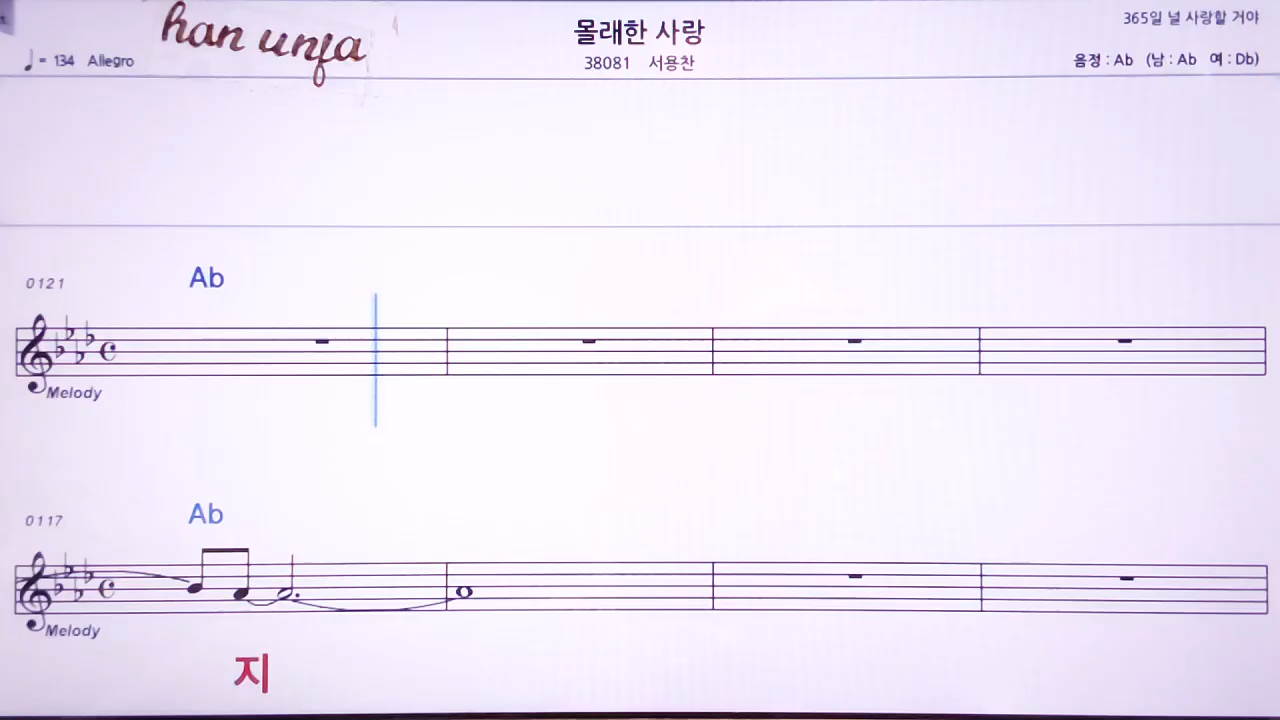 han unja
몰래한 사랑
365일 널 사랑할 거야
♩= 134 Allegro
38081 서용찬
음정 : Ab (남 : Ab 여 : Db)
0121
Ab
Melody
0117
Ab
Melody
지